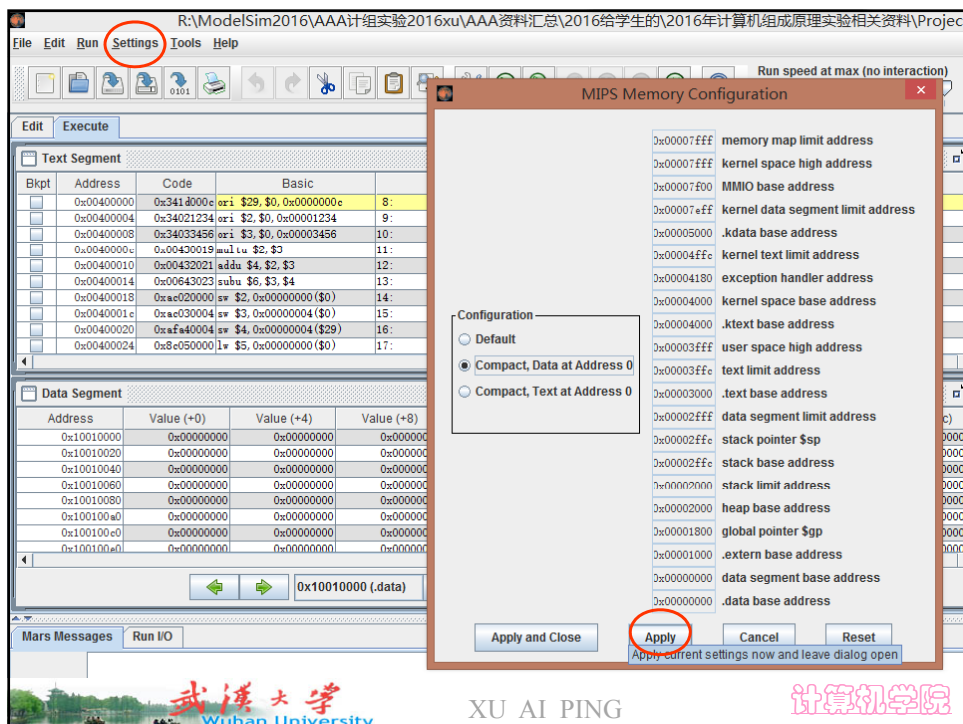 R:\ModelSim2016\AAA计组实验2016xu\AAA资料汇总\2016给学生的\2016年计算机组成原理实验相关资料\Projec
File Edit Run Settings Tools Help
Run speed at max (no interaction)
Edit Execute
Text Segment
Bkpt Address Code Basic
0x00400000 0x341d000c ori $29,$0,0x0000000c 8:
0x00400004 0x34021234 ori $2,$0,0x00001234 9:
0x00400008 0x34033456 ori $3,$0,0x00003456 10:
0x0040000c 0x00430019 multu $2,$3 11:
0x00400010 0x00432021 addu $4,$2,$3 12:
0x00400014 0x00643023 subu $6,$3,$4 13:
0x00400018 0xac020000 sw $2,0x00000000($0) 14:
0x0040001c 0xac030004 sw $3,0x00000004($0) 15:
0x00400020 0xafa40004 sw $4,0x00000004($29) 16:
0x00400024 0x8c050000 lw $5,0x00000000($0) 17:
Data Segment
Address Value (+0) Value (+4) Value (+8)
0x10010000 0x00000000 0x00000000 0x000000
0x10010020 0x00000000 0x00000000 0x000000
0x10010040 0x00000000 0x00000000 0x000000
0x10010060 0x00000000 0x00000000 0x000000
0x10010080 0x00000000 0x00000000 0x000000
0x100100a0 0x00000000 0x00000000 0x000000
0x100100c0 0x00000000 0x00000000 0x000000
0x100100e0 0x00000000 0x00000000 0x000000
0x10010000 (.data)
Mars Messages Run I/O
MIPS Memory Configuration
Configuration
Default
Compact, Data at Address 0
Compact, Text at Address 0
0x00007fff memory map limit address
0x00007fff kernel space high address
0x00007f00 MMIO base address
0x00007eff kernel data segment limit address
0x00005000 .kdata base address
0x00004ffc kernel text limit address
0x00004180 exception handler address
0x00004000 kernel space base address
0x00004000 .ktext base address
0x00003fff user space high address
0x00003ffc text limit address
0x00003000 .text base address
0x00002fff data segment limit address
0x00002ffc stack pointer $sp
0x00002ffc stack base address
0x00002000 stack limit address
0x00002000 heap base address
0x00001800 global pointer $gp
0x00001000 .extern base address
0x00000000 data segment base address
0x00000000 .data base address
Apply and Close Apply Cancel Reset
Apply current settings now and leave dialog open
武漢大学
Wuhan University
XU AI PING
计算机学院